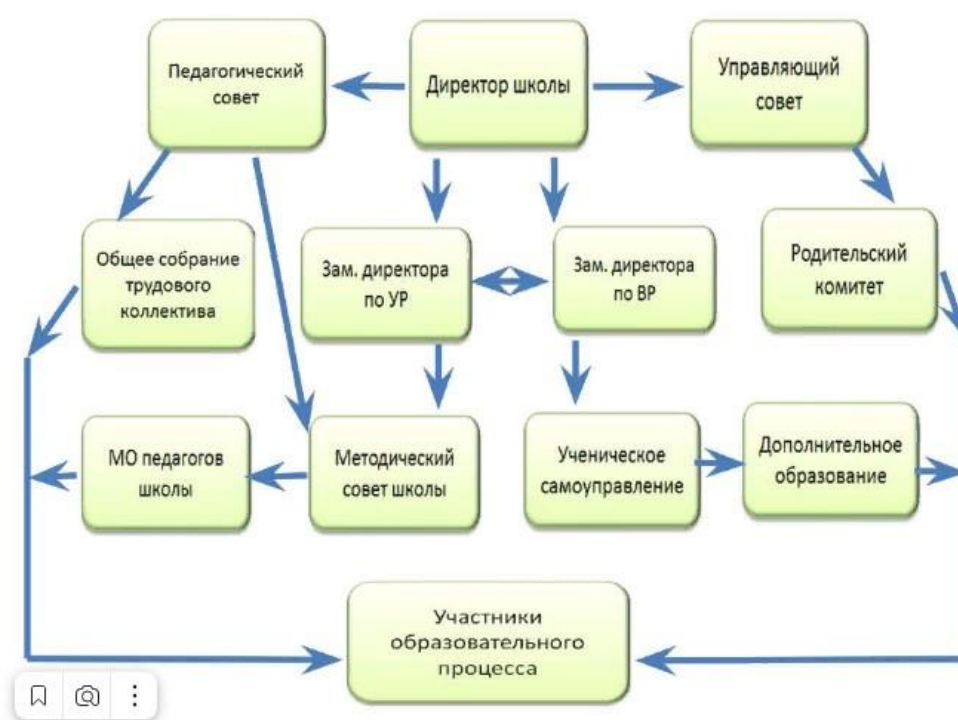 Педагогический
совет
Директор школы
Управляющий
совет
Общее собрание
трудового
коллектива
Зам. директора
по УР
Зам. директора
по ВР
Родительский
комитет
МО педагогов
школы
Методический
совет школы
Ученическое
самоуправление
Дополнительное
образование
Участники
образовательного
процесса